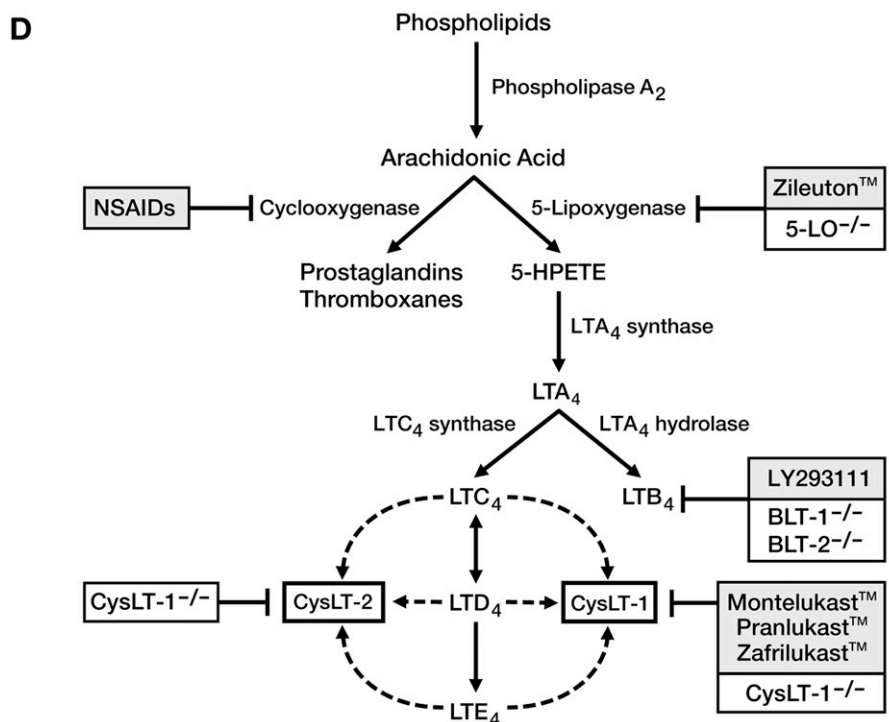 D
Phospholipids
Phospholipase A₂
Arachidonic Acid
NSAIDs
Cyclooxygenase
5-Lipoxygenase
Zileuton™
5-LO⁻/⁻
Prostaglandins
Thromboxanes
5-HPETE
LTA₄ synthase
LTA₄
LTC₄ synthase
LTA₄ hydrolase
LTC₄
LTB₄
LY293111
BLT-1⁻/⁻
BLT-2⁻/⁻
CysLT-1⁻/⁻
CysLT-2
LTD₄
CysLT-1
Montelukast™
Pranlukast™
Zafrilukast™
CysLT-1⁻/⁻
LTE₄